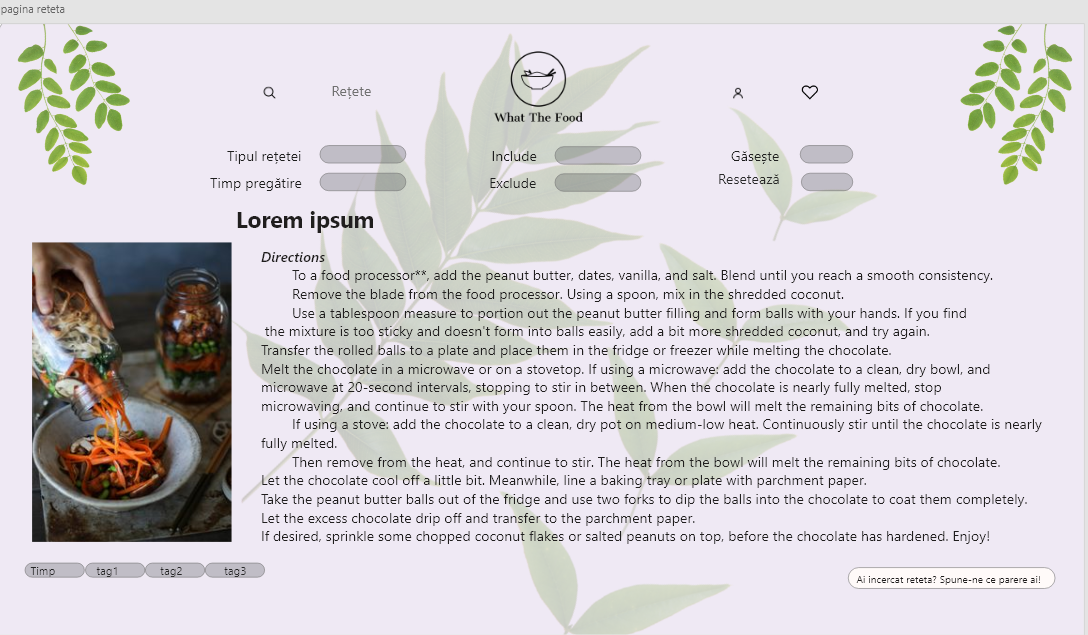 pagina reteta
Rețete
What The Food
Tipul rețetei
Include
Găsește
Timp pregătire
Exclude
Resetează
Lorem ipsum
Directions
To a food processor**, add the peanut butter, dates, vanilla, and salt. Blend until you reach a smooth consistency.
Remove the blade from the food processor. Using a spoon, mix in the shredded coconut.
Use a tablespoon measure to portion out the peanut butter filling and form balls with your hands. If you find
the mixture is too sticky and doesn't form into balls easily, add a bit more shredded coconut, and try again.
Transfer the rolled balls to a plate and place them in the fridge or freezer while melting the chocolate.
Melt the chocolate in a microwave or on a stovetop. If using a microwave: add the chocolate to a clean, dry bowl, and
microwave at 20-second intervals, stopping to stir in between. When the chocolate is nearly fully melted, stop
microwaving, and continue to stir with your spoon. The heat from the bowl will melt the remaining bits of chocolate.
If using a stove: add the chocolate to a clean, dry pot on medium-low heat. Continuously stir until the chocolate is nearly
fully melted.
Then remove from the heat, and continue to stir. The heat from the bowl will melt the remaining bits of chocolate.
Let the chocolate cool off a little bit. Meanwhile, line a baking tray or plate with parchment paper.
Take the peanut butter balls out of the fridge and use two forks to dip the balls into the chocolate to coat them completely.
Let the excess chocolate drip off and transfer to the parchment paper.
If desired, sprinkle some chopped coconut flakes or salted peanuts on top, before the chocolate has hardened. Enjoy!
Timp
tag1
tag2
tag3
Ai incercat reteta? Spune-ne ce parere ai!